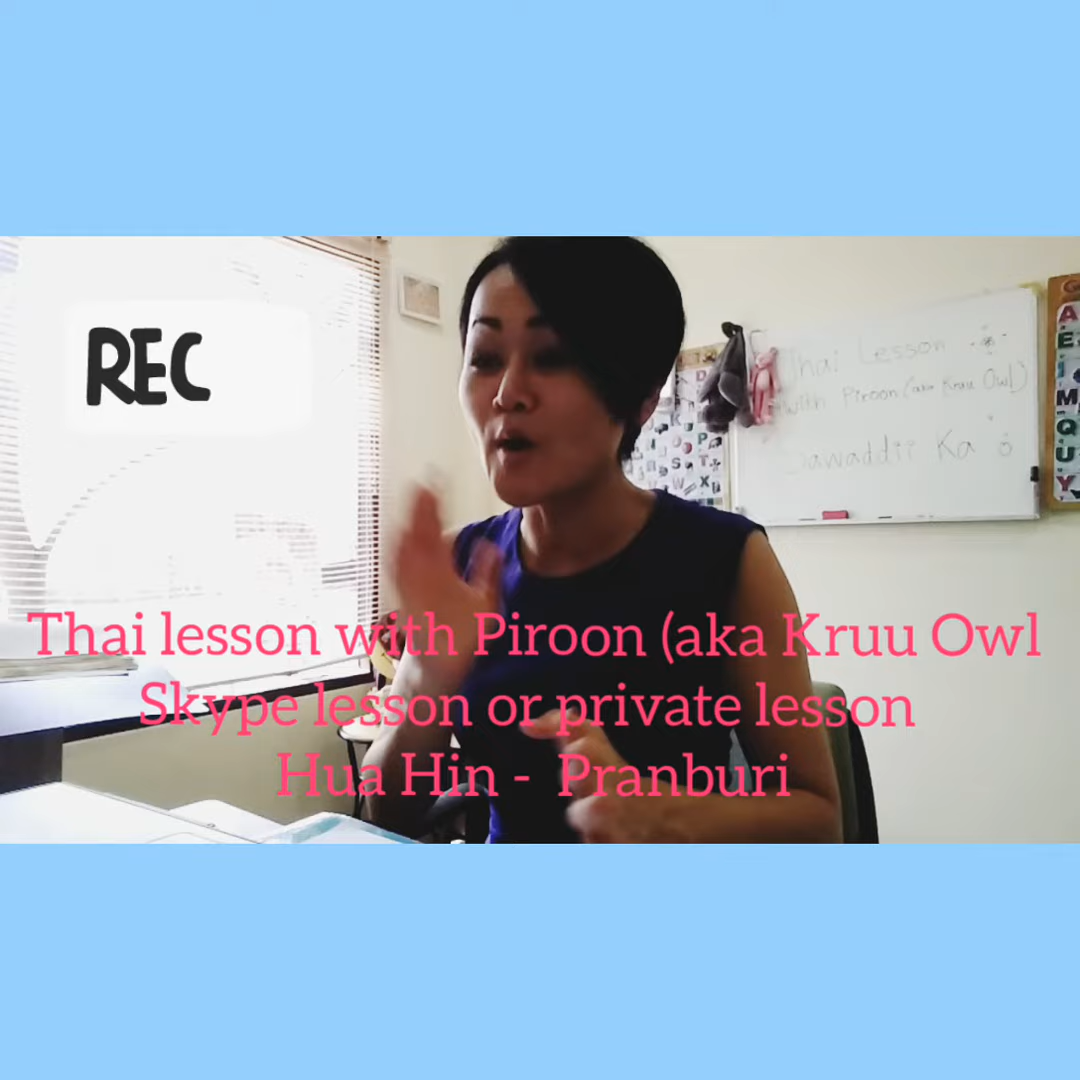 REC
Thai Lesson
with Piroon (aka Kruu Owl)
Sawaddii Ka
Thai lesson with Piroon (aka Kruu Owl
Skype lesson or private lesson
Hua Hin - Pranburi